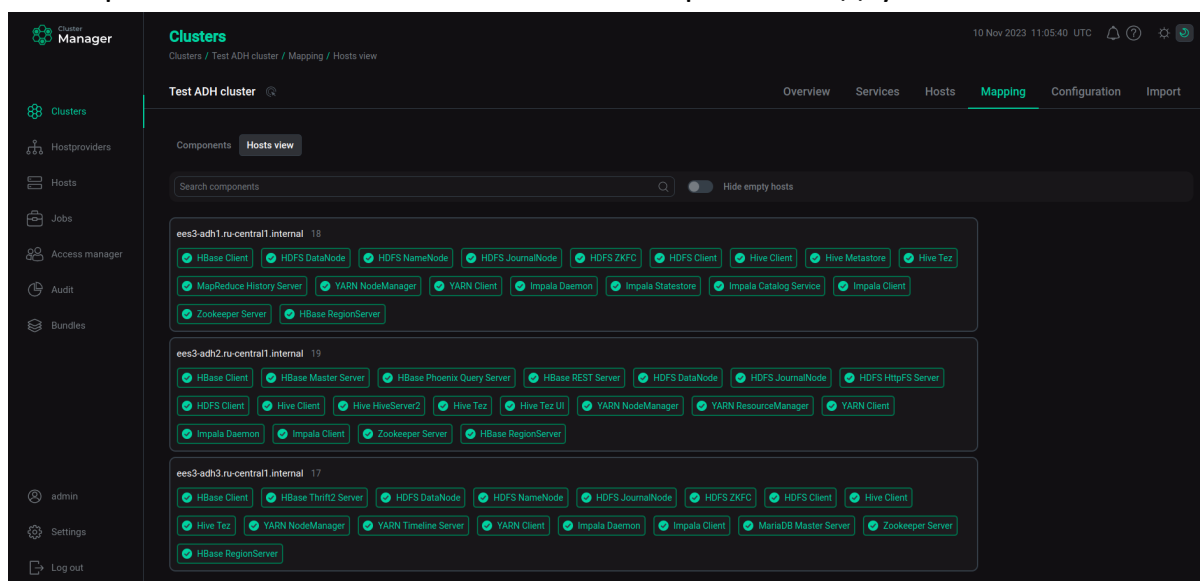 Cluster
Manager
Clusters
Clusters / Test ADH cluster / Mapping / Hosts view
10 Nov 2023 11:05:40 UTC
Test ADH cluster
Overview Services Hosts Mapping Configuration Import
Clusters
Hostproviders
Hosts
Jobs
Access manager
Audit
Bundles
admin
Settings
Log out
Components Hosts view
Search components
Hide empty hosts
ees3-adh1.ru-central1.internal 18
HBase Client HDFS DataNode HDFS NameNode HDFS JournalNode HDFS ZKFC HDFS Client Hive Client Hive Metastore Hive Tez
MapReduce History Server YARN NodeManager YARN Client Impala Daemon Impala Statestore Impala Catalog Service Impala Client
Zookeeper Server HBase RegionServer
ees3-adh2.ru-central1.internal 19
HBase Client HBase Master Server HBase Phoenix Query Server HBase REST Server HDFS DataNode HDFS JournalNode HDFS HttpFS Server
HDFS Client Hive Client Hive HiveServer2 Hive Tez Hive Tez UI YARN NodeManager YARN ResourceManager YARN Client
Impala Daemon Impala Client Zookeeper Server HBase RegionServer
ees3-adh3.ru-central1.internal 17
HBase Client HBase Thrift2 Server HDFS DataNode HDFS NameNode HDFS JournalNode HDFS ZKFC HDFS Client Hive Client
Hive Tez YARN NodeManager YARN Timeline Server YARN Client Impala Daemon Impala Client MariaDB Master Server Zookeeper Server
HBase RegionServer